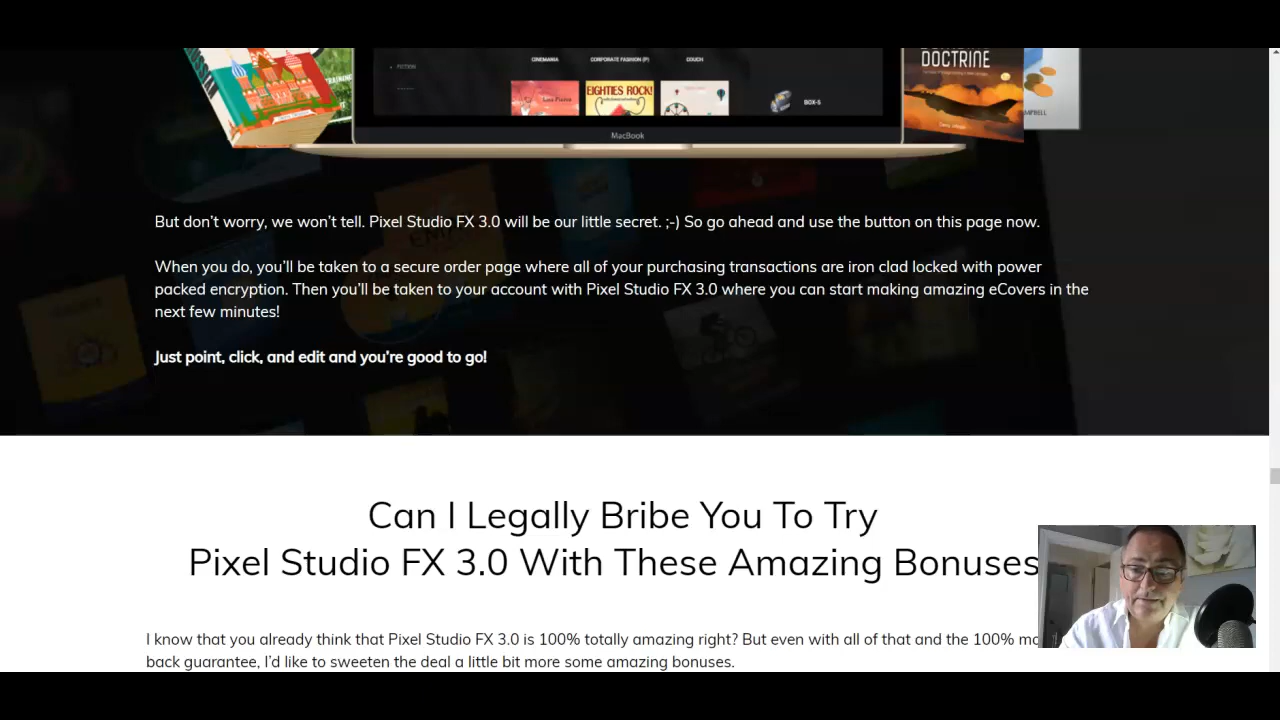 DOCTRINE
CINEMANIA CORPORATE FASHION (P) COUCH
FICTION
EIGHTIES ROCK!
BOX-5
MacBook
But don’t worry, we won’t tell. Pixel Studio FX 3.0 will be our little secret. ;-) So go ahead and use the button on this page now.
When you do, you’ll be taken to a secure order page where all of your purchasing transactions are iron clad locked with power
packed encryption. Then you’ll be taken to your account with Pixel Studio FX 3.0 where you can start making amazing eCovers in the
next few minutes!
Just point, click, and edit and you’re good to go!
Can I Legally Bribe You To Try
Pixel Studio FX 3.0 With These Amazing Bonuses
I know that you already think that Pixel Studio FX 3.0 is 100% totally amazing right? But even with all of that and the 100% mo
back guarantee, I’d like to sweeten the deal a little bit more some amazing bonuses.